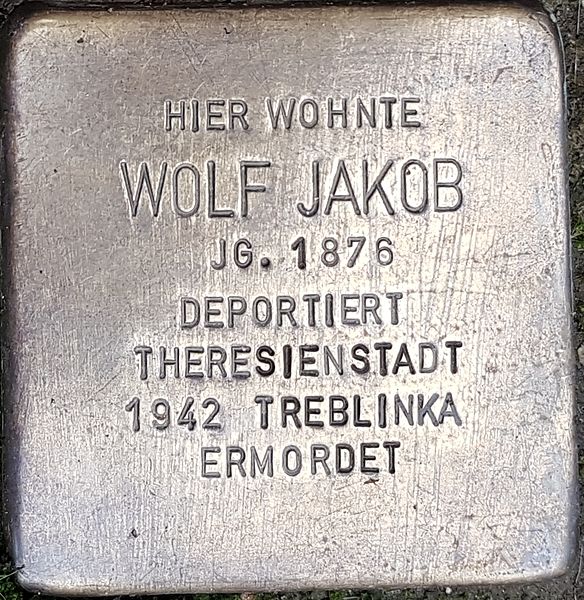 HIER WOHNTE
WOLF JAKOB
JG. 1876
DEPORTIERT
THERESIENSTADT
1942 TREBLINKA
ERMORDET